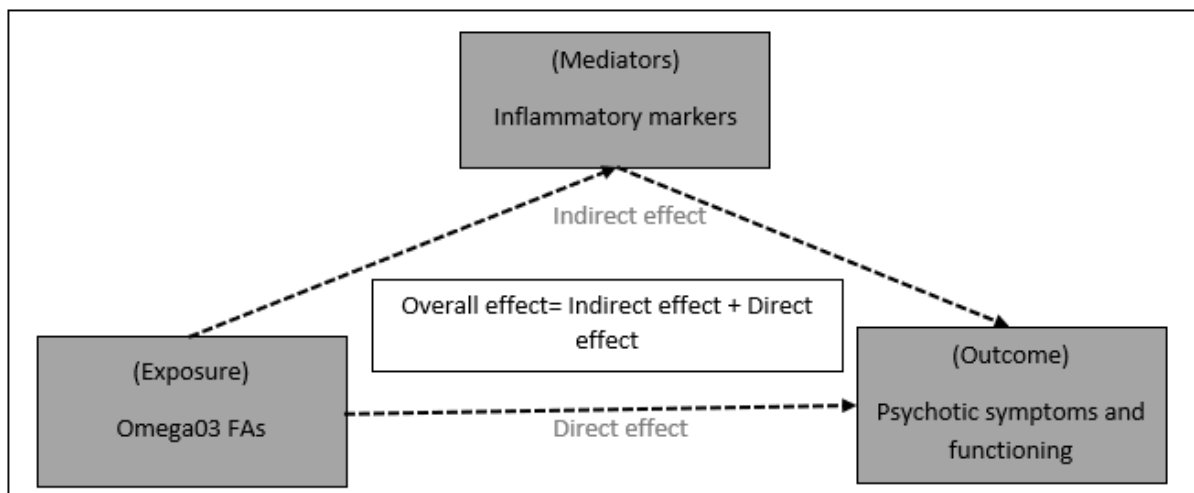 (Mediators)
Inflammatory markers
Indirect effect
Overall effect= Indirect effect + Direct
effect
(Exposure)
Omega03 FAs
(Outcome)
Psychotic symptoms and
functioning
Direct effect